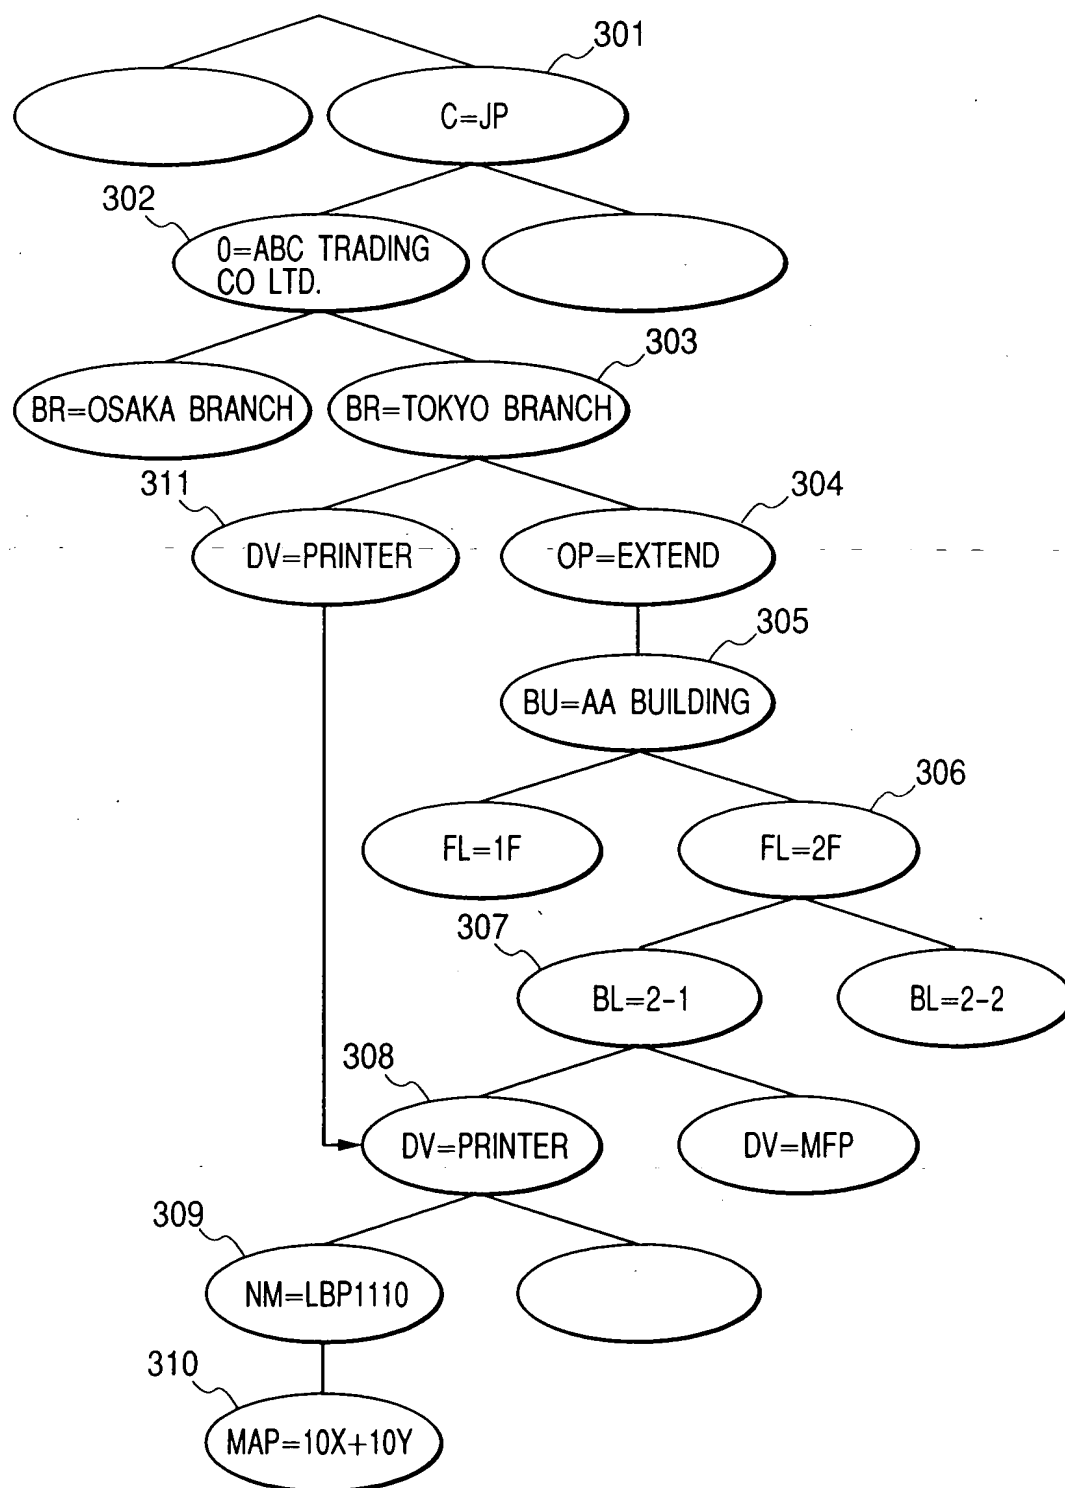 301
C=JP
302
0=ABC TRADING
CO LTD.
303
BR=OSAKA BRANCH
BR=TOKYO BRANCH
311
304
DV=PRINTER
OP=EXTEND
305
BU=AA BUILDING
306
FL=1F
FL=2F
307
BL=2-1
BL=2-2
308
DV=PRINTER
DV=MFP
309
NM=LBP1110
310
MAP=10X+10Y